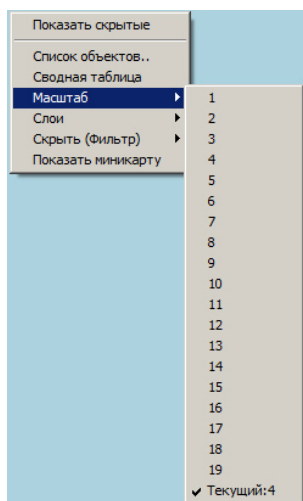 Показать скрытые
Список объектов..
Сводная таблица
Масштаб
Слои
Скрыть (Фильтр)
Показать миникарту
1
2
3
4
5
6
7
8
9
10
11
12
13
14
15
16
17
18
19
Текущий:4